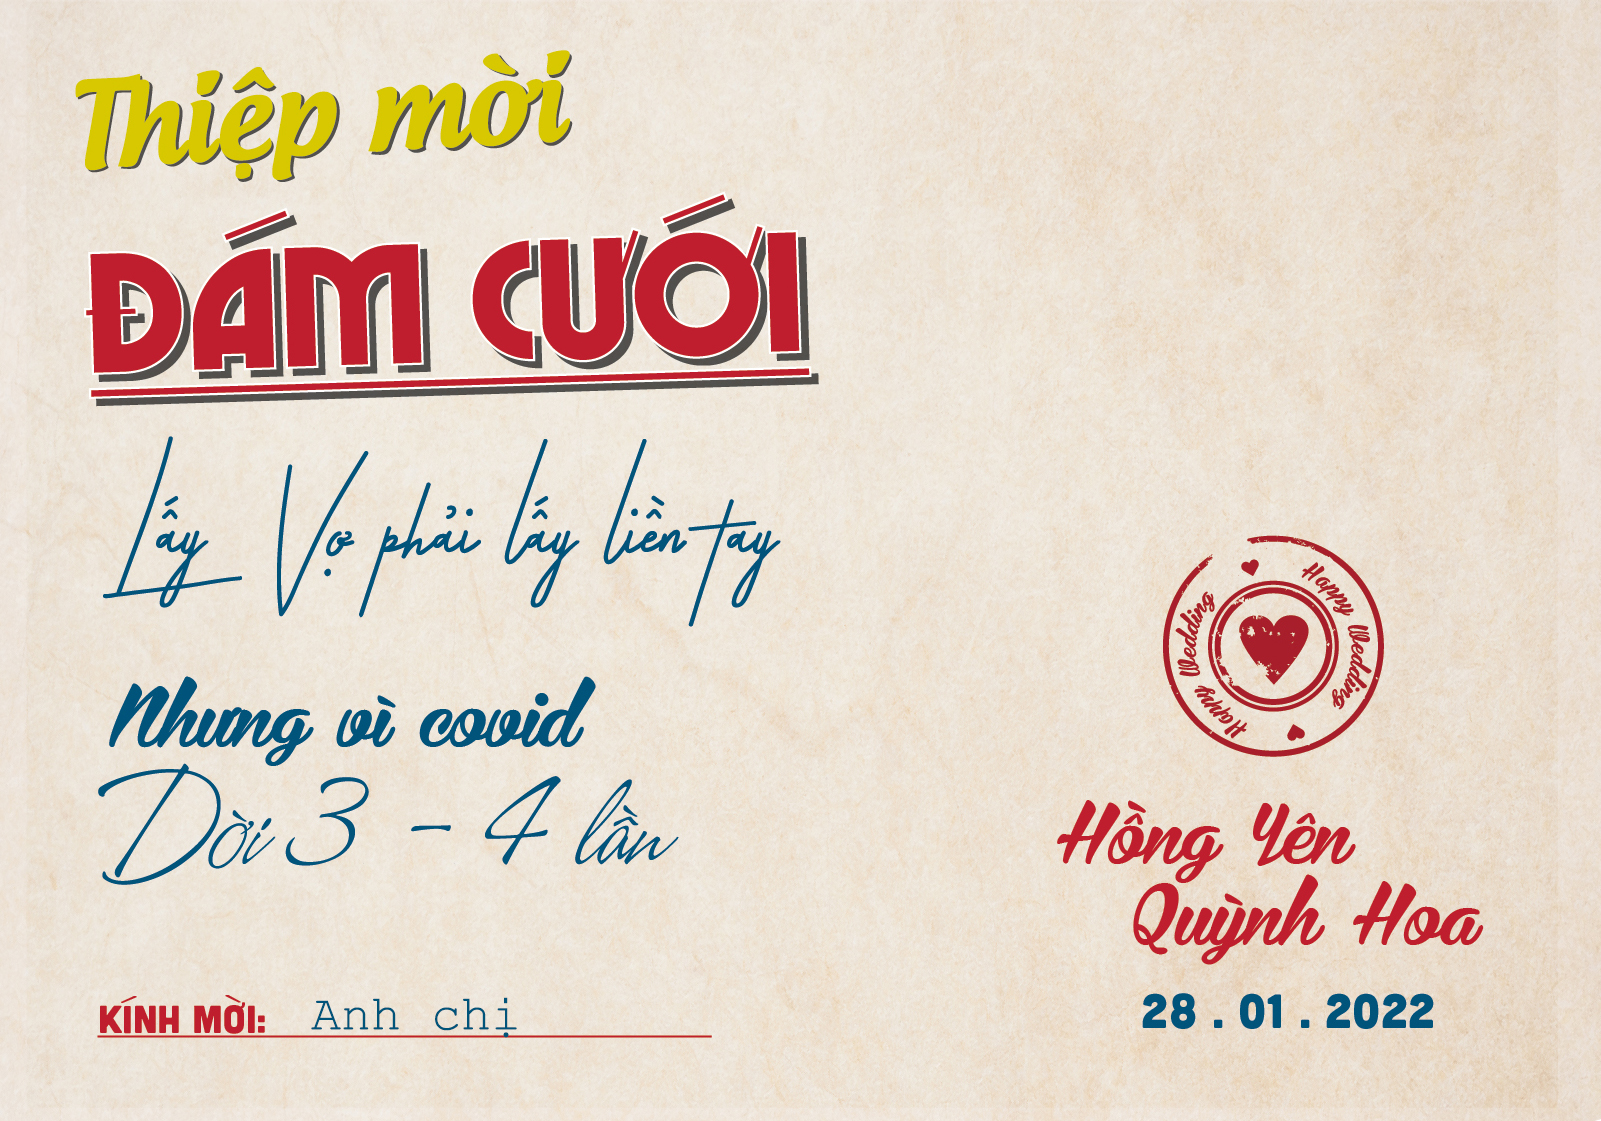 Thiệp mời
ĐÁM CƯỚI
Lấy Vợ phải lấy liền tay
Nhưng vì covid
Dời 3 - 4 lần
KÍNH MỜI: Anh chị
Happy Wedding
Happy Wedding
Hồng Yên
Quỳnh Hoa
28 . 01 . 2022